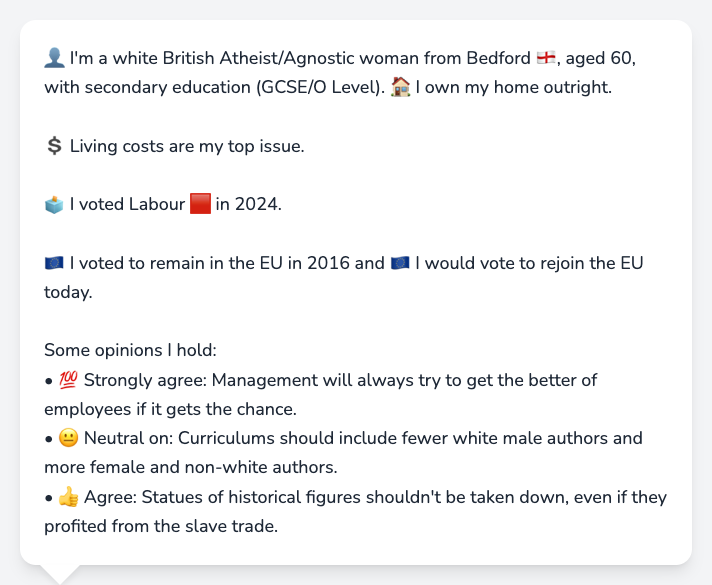 👤 I'm a white British Atheist/Agnostic woman from Bedford 🏴󠁧󠁢󠁥󠁮󠁧󠁿, aged 60,
with secondary education (GCSE/O Level). 🏠 I own my home outright.
💲 Living costs are my top issue.
🗳️ I voted Labour 🟥 in 2024.
🇪🇺 I voted to remain in the EU in 2016 and 🇪🇺 I would vote to rejoin the EU
today.
Some opinions I hold:
• 💯 Strongly agree: Management will always try to get the better of
employees if it gets the chance.
• 😐 Neutral on: Curriculums should include fewer white male authors and
more female and non-white authors.
• 👍 Agree: Statues of historical figures shouldn't be taken down, even if they
profited from the slave trade.